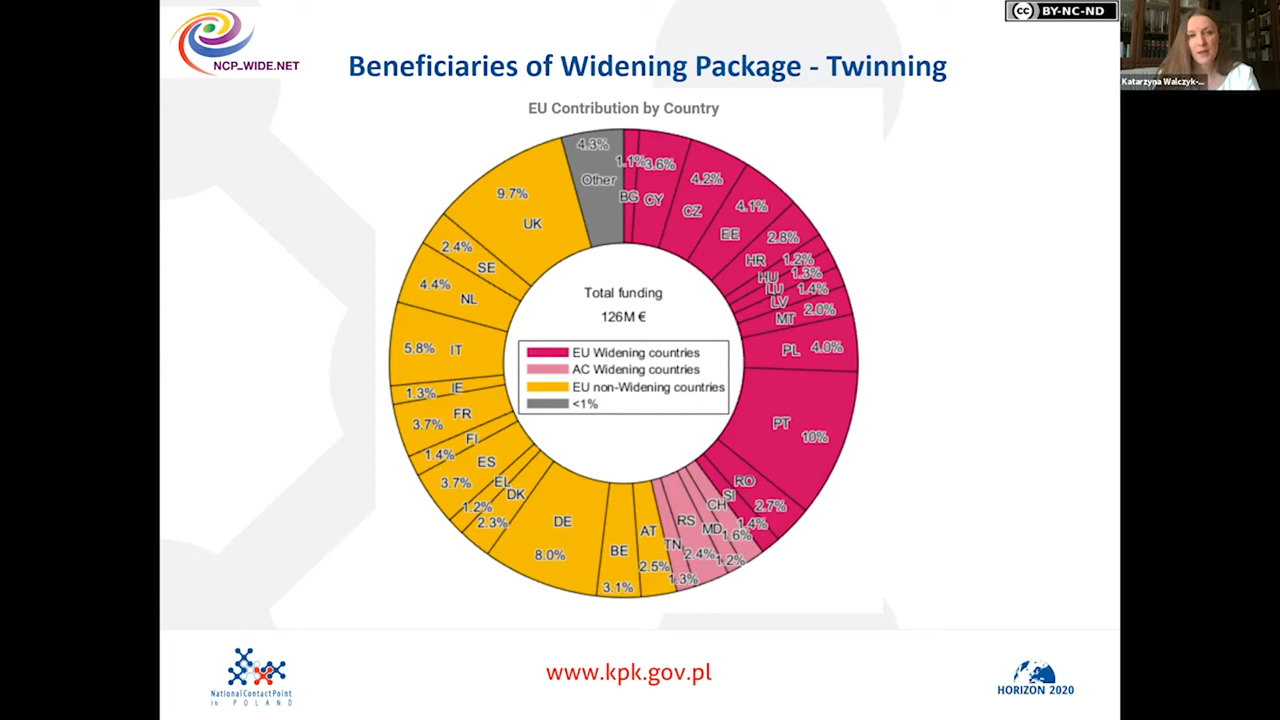 NCP_WIDE.NET
CC BY-NC-ND
Katarzyna Walczyk-...
Beneficiaries of Widening Package - Twinning
EU Contribution by Country
4.3%
Other
1.1%
BG
3.6%
CY
4.2%
CZ
4.1%
EE
2.8%
HR
1.2%
HU
1.3%
LU
1.4%
LV
2.0%
MT
4.0%
PL
10%
PT
2.7%
RO
1.4%
SI
1.6%
CH
1.2%
MD
2.4%
RS
1.3%
TN
2.5%
AT
3.1%
BE
8.0%
DE
2.3%
DK
1.2%
EL
3.7%
ES
1.4%
FI
3.7%
FR
1.3%
IE
5.8%
IT
4.4%
NL
2.4%
SE
9.7%
UK
Total funding
126M €
EU Widening countries
AC Widening countries
EU non-Widening countries
<1%
National Contact Point
in POLAND
www.kpk.gov.pl
HORIZON 2020